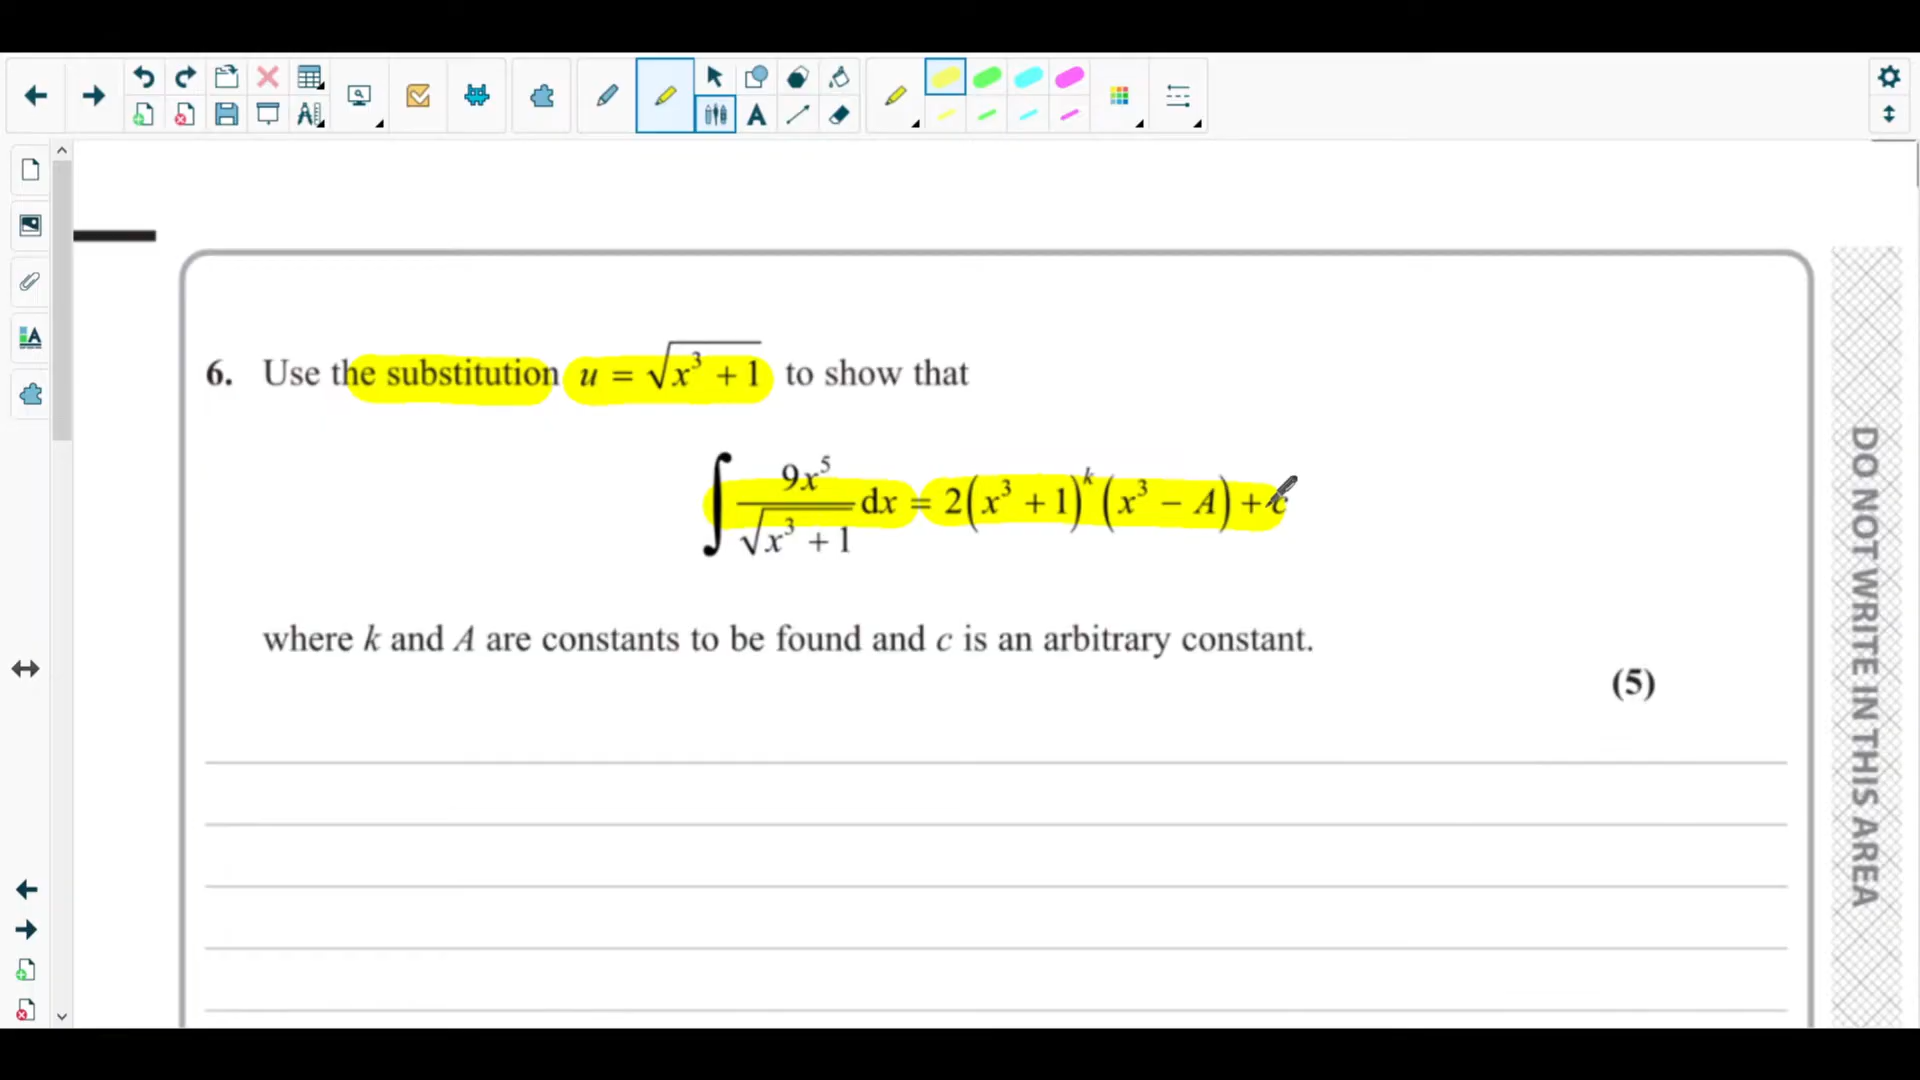 6. Use the substitution u = √(x³ + 1) to show that
∫ 9x⁵/√(x³ + 1) dx = 2(x³ + 1)ᵏ (x³ − A) + c
where k and A are constants to be found and c is an arbitrary constant.
(5)
DO NOT WRITE IN THIS AREA